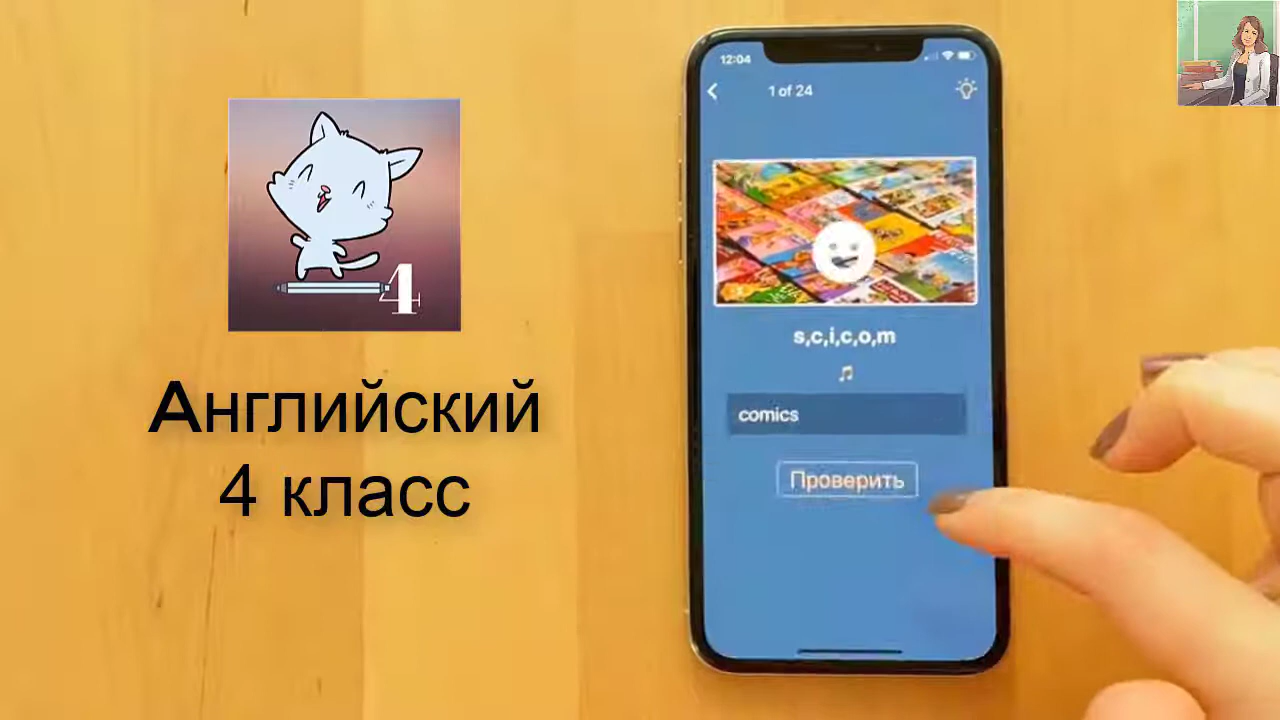 Английский
4 класс
4
12:04
1 of 24
s,c,i,c,o,m
comics
Проверить